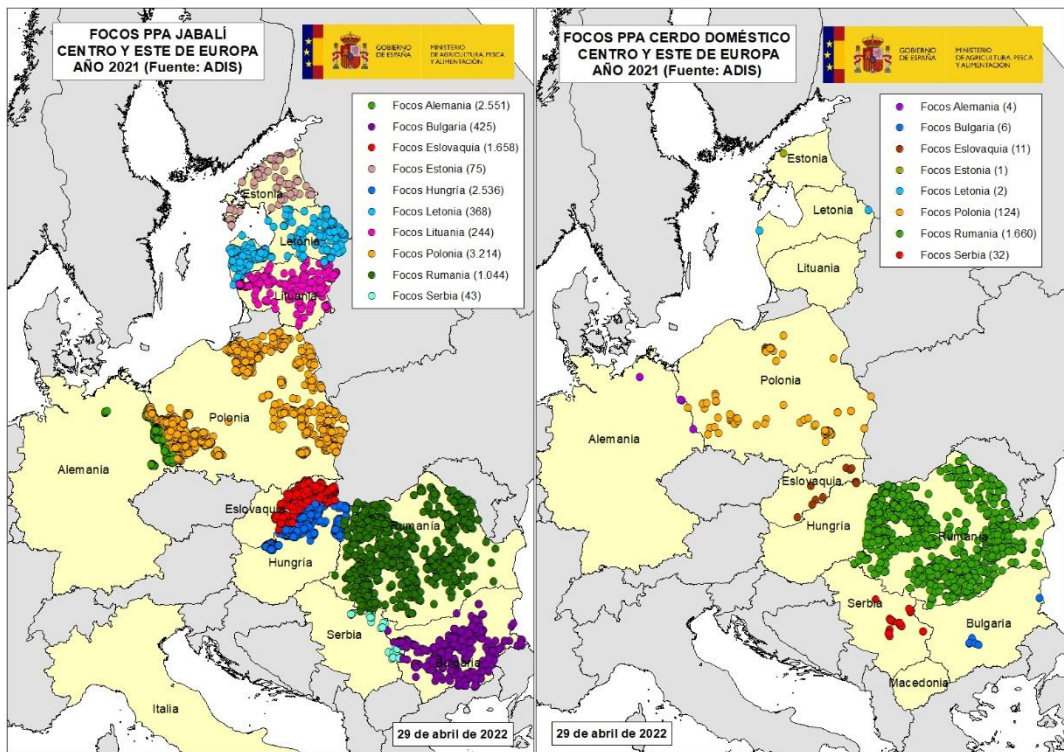 FOCOS PPA JABALÍ
CENTRO Y ESTE DE EUROPA
AÑO 2021 (Fuente: ADIS)
GOBIERNO
DE ESPAÑA
MINISTERIO
DE AGRICULTURA, PESCA
Y ALIMENTACIÓN
Focos Alemania (2.551)
Focos Bulgaria (425)
Focos Eslovaquia (1.658)
Focos Estonia (75)
Focos Hungría (2.536)
Focos Letonia (368)
Focos Lituania (244)
Focos Polonia (3.214)
Focos Rumania (1.044)
Focos Serbia (43)
Estonia
Letonia
Lituania
Polonia
Alemania
Eslovaquia
Rumanía
Hungría
Serbia
Bulgaria
Italia
29 de abril de 2022
FOCOS PPA CERDO DOMÉSTICO
CENTRO Y ESTE DE EUROPA
AÑO 2021 (Fuente: ADIS)
GOBIERNO
DE ESPAÑA
MINISTERIO
DE AGRICULTURA, PESCA
Y ALIMENTACIÓN
Focos Alemania (4)
Focos Bulgaria (6)
Focos Eslovaquia (11)
Focos Estonia (1)
Focos Letonia (2)
Focos Polonia (124)
Focos Rumania (1.660)
Focos Serbia (32)
Estonia
Letonia
Lituania
Polonia
Alemania
Eslovaquia
Hungría
Rumanía
Serbia
Bulgaria
Macedonia
29 de abril de 2022